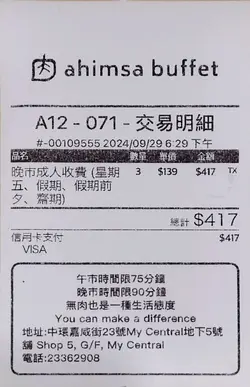 ahimsa buffet
A12 - 071 - 交易明細
#-00109555 2024/09/29 6:29 下午
品名 數量 單價 金額
晚市成人收費 (星期 3 $139 $417 TX
五、假期、假期前
夕、齋期)
總計 $417
信用卡支付 $417
VISA
午市時間限75分鐘
晚市時間限90分鐘
無肉也是一種生活態度
You can make a difference
地址:中環嘉咸街23號My Central地下5號
舖 Shop 5, G/F, My Central
電話:23362908